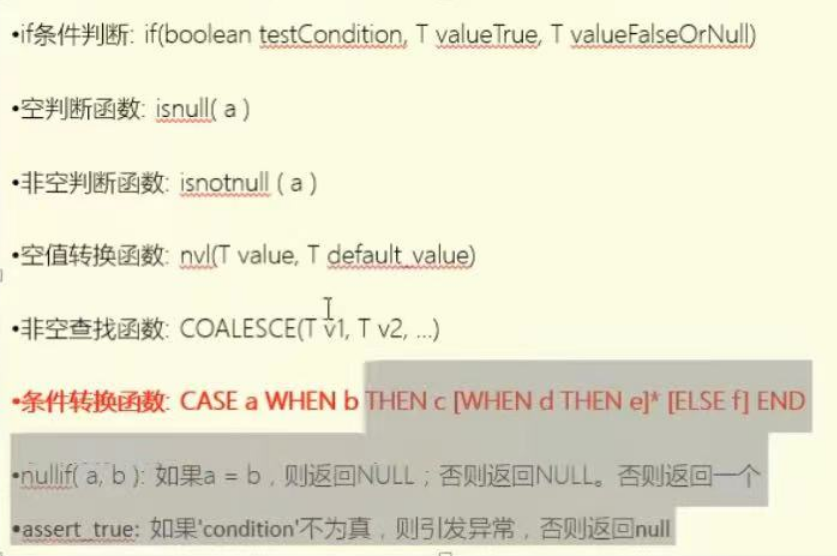 •if条件判断: if(boolean testCondition, T valueTrue, T valueFalseOrNull)
•空判断函数: isnull( a )
•非空判断函数: isnotnull ( a )
•空值转换函数: nvl(T value, T default_value)
•非空查找函数: COALESCE(T v1, T v2, ...)
•条件转换函数: CASE a WHEN b THEN c [WHEN d THEN e]* [ELSE f] END
•nullif( a, b ): 如果a = b，则返回NULL；否则返回NULL。否则返回一个
•assert_true: 如果'condition'不为真，则引发异常，否则返回null